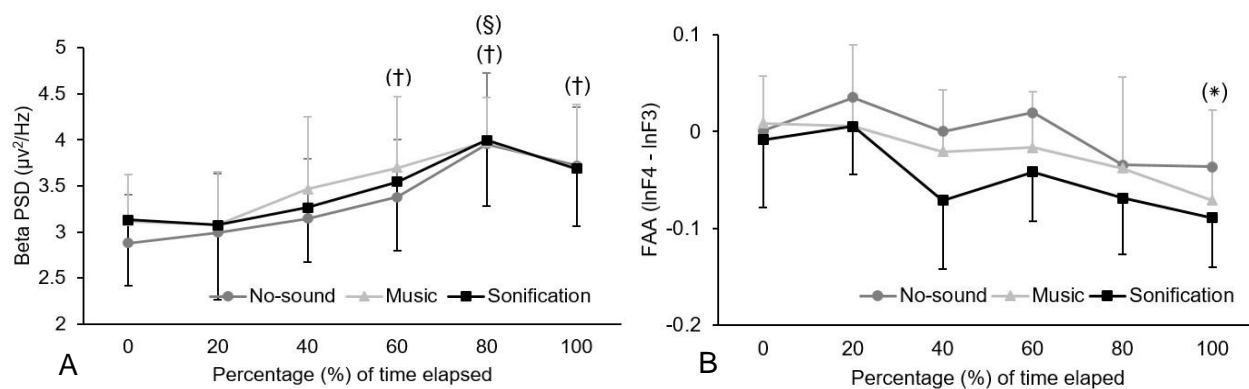 5
4.5
4
3.5
3
2.5
2
Beta PSD (μv²/Hz)
(§)
(†)
(†)
(†)
No-sound Music Sonification
0 20 40 60 80 100
Percentage (%) of time elapsed
A
0.1
0
-0.1
-0.2
FAA (lnF4 - lnF3)
(*)
No-sound Music Sonification
0 20 40 60 80 100
Percentage (%) of time elapsed
B